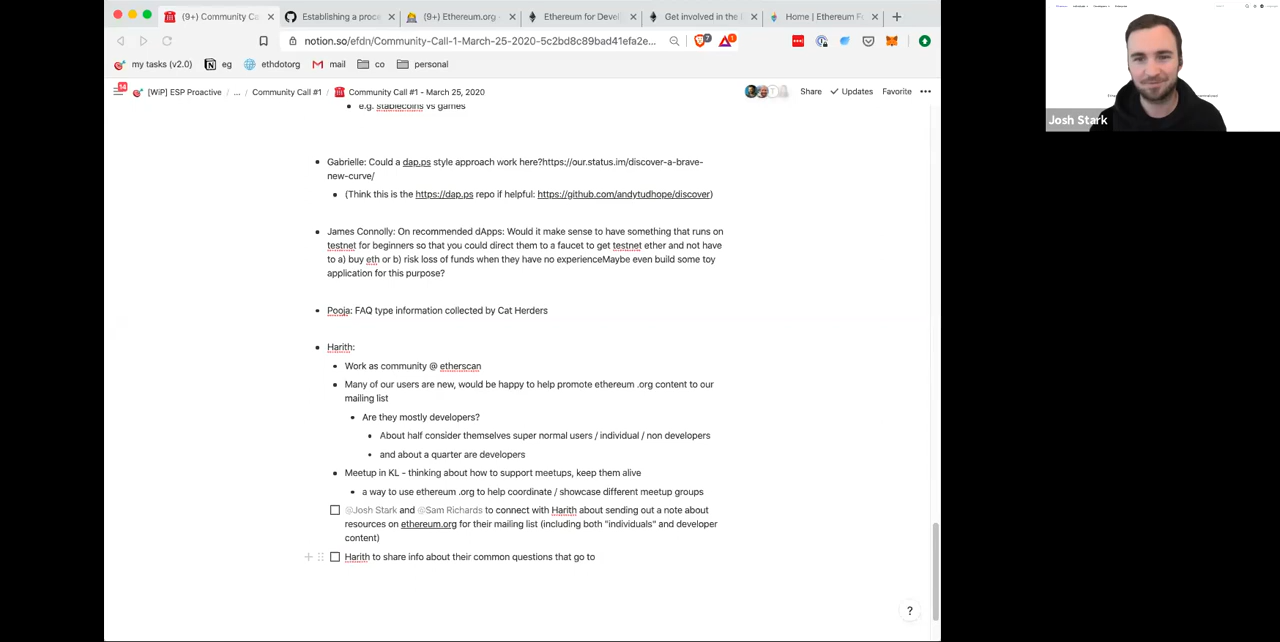 (9+) Community Ca
Establishing a proce
(9+) Ethereum.org -
Ethereum for Devel
Get involved in the E
Home | Ethereum Fo
notion.so/efdn/Community-Call-1-March-25-2020-5c2bd8c89bad41efa2e...
7
1
my tasks (v2.0)
eg
ethdotorg
mail
co
personal
14
[WiP] ESP Proactive / ... / Community Call #1 / Community Call #1 - March 25, 2020
Share
Updates
Favorite
e.g. stablecoins vs games
Gabrielle: Could a dap.ps style approach work here?https://our.status.im/discover-a-brave-
new-curve/
(Think this is the https://dap.ps repo if helpful: https://github.com/andytudhope/discover)
James Connolly: On recommended dApps: Would it make sense to have something that runs on
testnet for beginners so that you could direct them to a faucet to get testnet ether and not have
to a) buy eth or b) risk loss of funds when they have no experienceMaybe even build some toy
application for this purpose?
Pooja: FAQ type information collected by Cat Herders
Harith:
Work as community @ etherscan
Many of our users are new, would be happy to help promote ethereum .org content to our
mailing list
Are they mostly developers?
About half consider themselves super normal users / individual / non developers
and about a quarter are developers
Meetup in KL - thinking about how to support meetups, keep them alive
a way to use ethereum .org to help coordinate / showcase different meetup groups
@Josh Stark and @Sam Richards to connect with Harith about sending out a note about
resources on ethereum.org for their mailing list (including both "individuals" and developer
content)
Harith to share info about their common questions that go to
?
Josh Stark